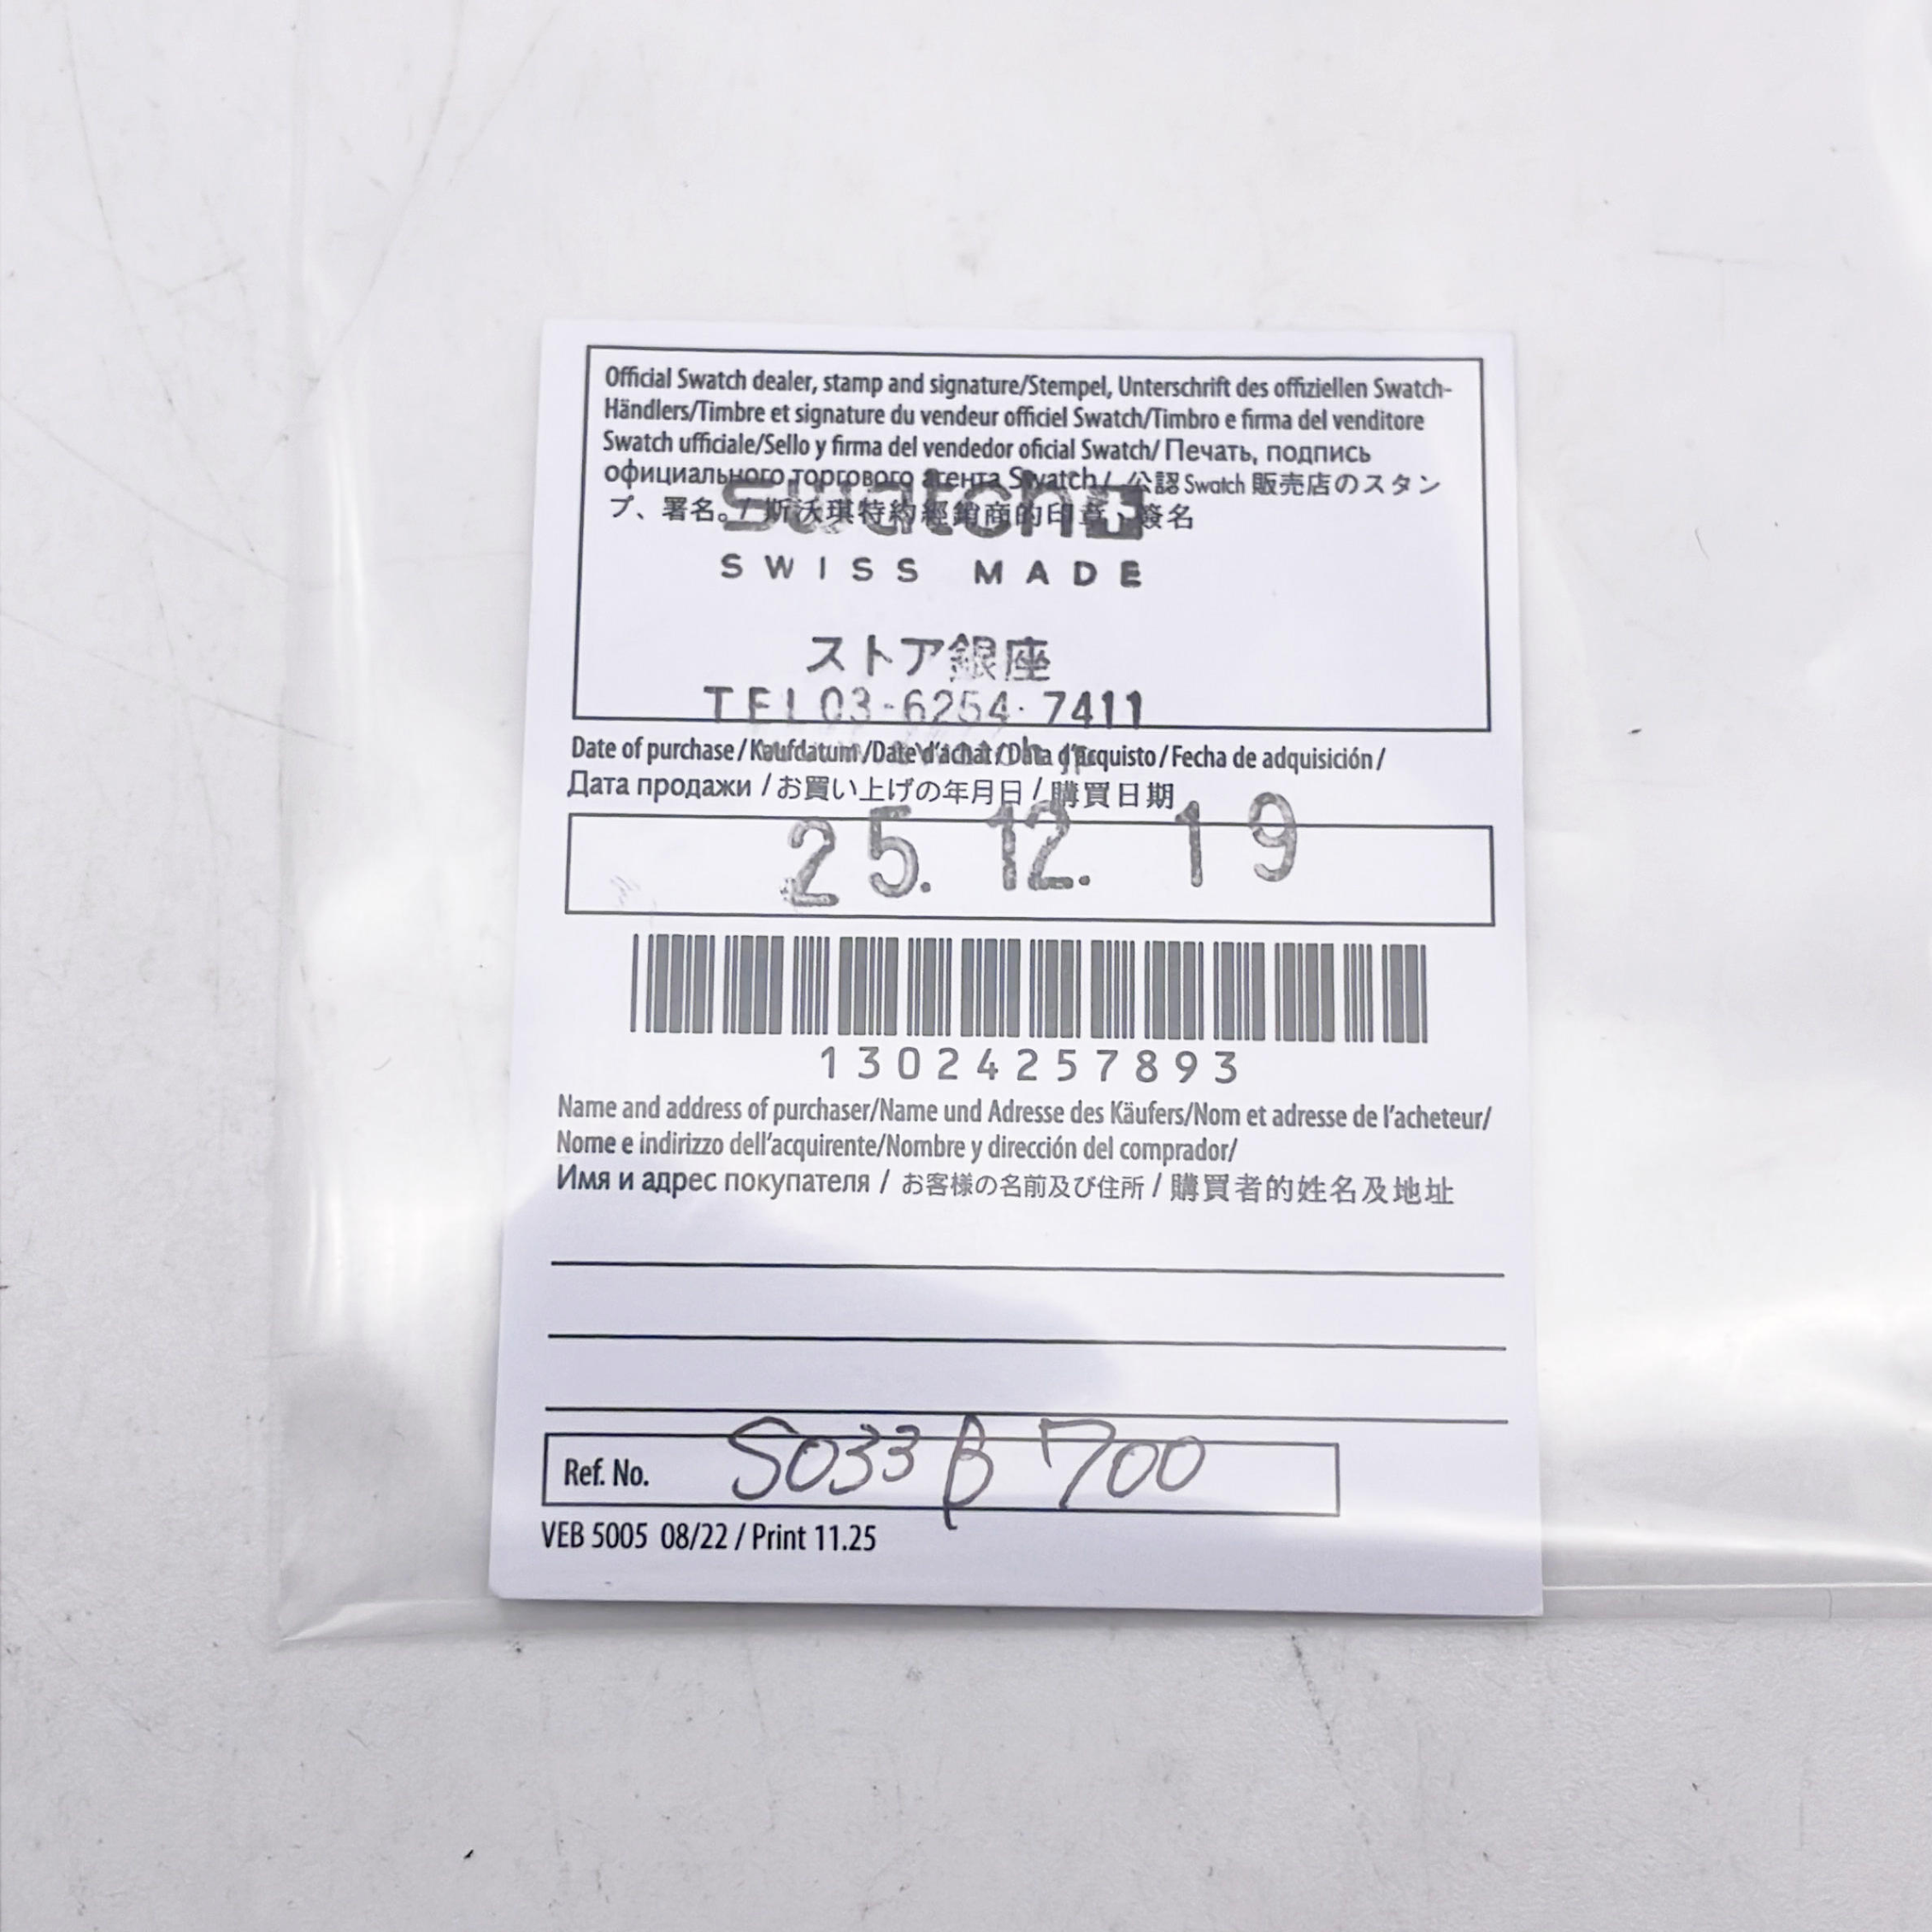 Official Swatch dealer, stamp and signature/Stempel, Unterschrift des offiziellen Swatch-
Händlers/Timbre et signature du vendeur officiel Swatch/Timbro e firma del venditore
Swatch ufficiale/Sello y firma del vendedor oficial Swatch/ Печать, подпись
официального торгового агента Swatch/ 公認 Swatch 販売店のスタン
プ、署名。/ 斯沃琪特約經銷商的印章、簽名
swatch
SWISS MADE
ストア銀座
TEL 03-6254-7411
Date of purchase/Kaufdatum/Date d'achat/Data d'acquisto/Fecha de adquisición/
Дата продажи /お買い上げの年月日/購買日期
25. 12. 19
13024257893
Name and address of purchaser/Name und Adresse des Käufers/Nom et adresse de l'acheteur/
Nome e indirizzo dell'acquirente/Nombre y dirección del comprador/
Имя и адрес покупателя / お客様の名前及び住所 / 購買者的姓名及地址
Ref. No. S033B700
VEB 5005 08/22 / Print 11.25